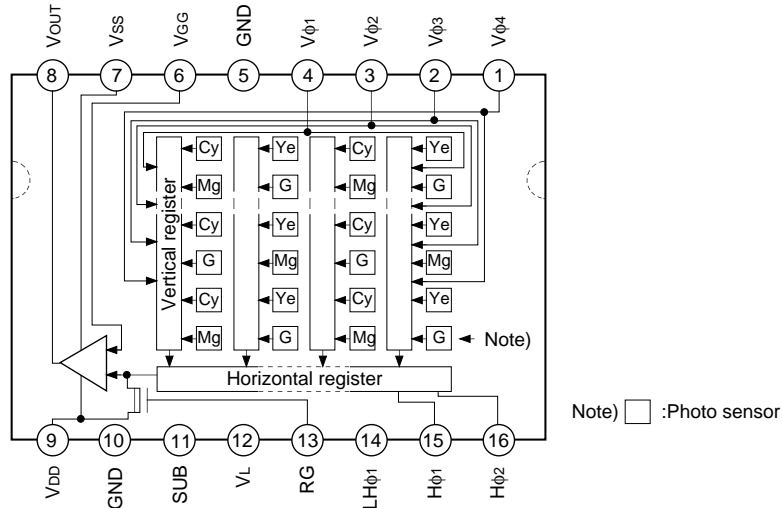 VOUT VSS VGG GND Vϕ1 Vϕ2 Vϕ3 Vϕ4
8 7 6 5 4 3 2 1
Vertical register
Cy Ye Cy Ye
Mg G Mg G
Cy Ye Cy Ye
G Mg G Mg
Cy Ye Cy Ye
Mg G Mg G Note)
Horizontal register
Note) :Photo sensor
9 10 11 12 13 14 15 16
VDD GND SUB VL RG LHϕ1 Hϕ1 Hϕ2